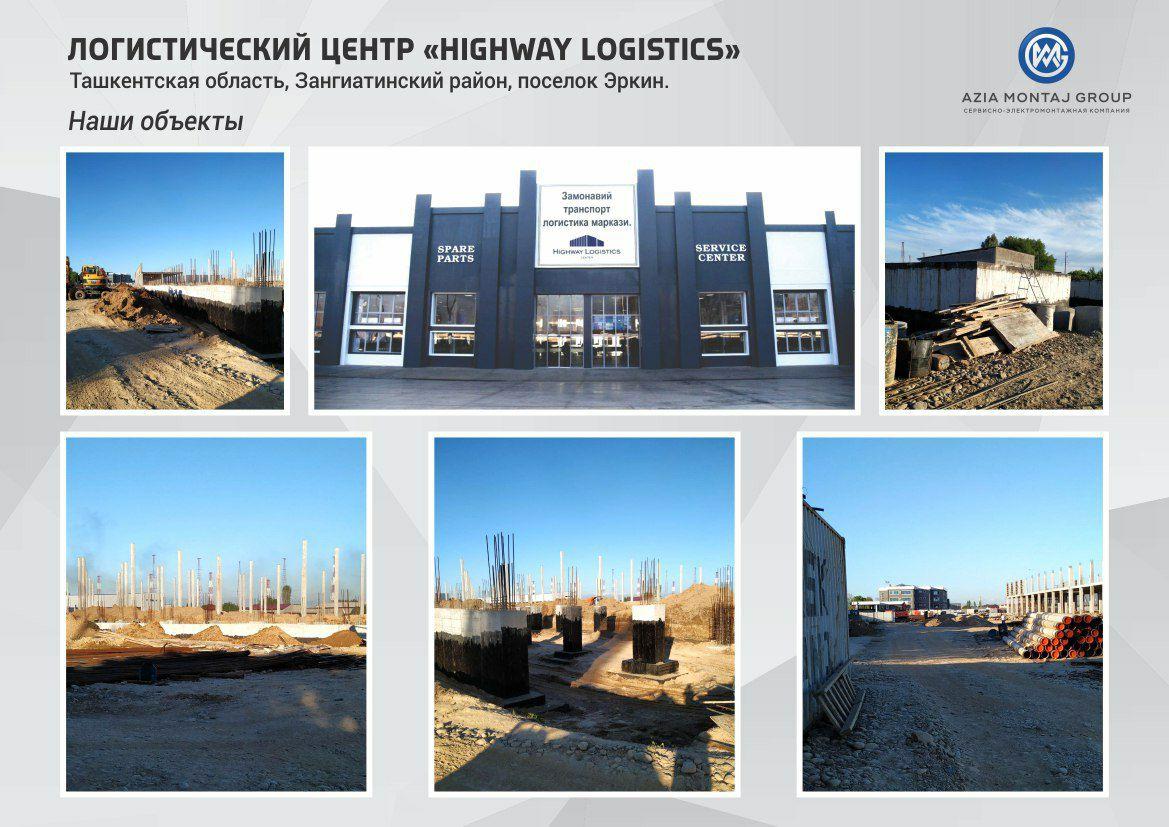 ЛОГИСТИЧЕСКИЙ ЦЕНТР «HIGHWAY LOGISTICS»
Ташкентская область, Зангиатинский район, поселок Эркин.
Наши объекты
AZIA MONTAJ GROUP
СЕРВИСНО-ЭЛЕКТРОМОНТАЖНАЯ КОМПАНИЯ
Замонавий
транспорт
логистика маркази.
HIGHWAY LOGISTICS
CENTER
SPARE
PARTS
SERVICE
CENTER